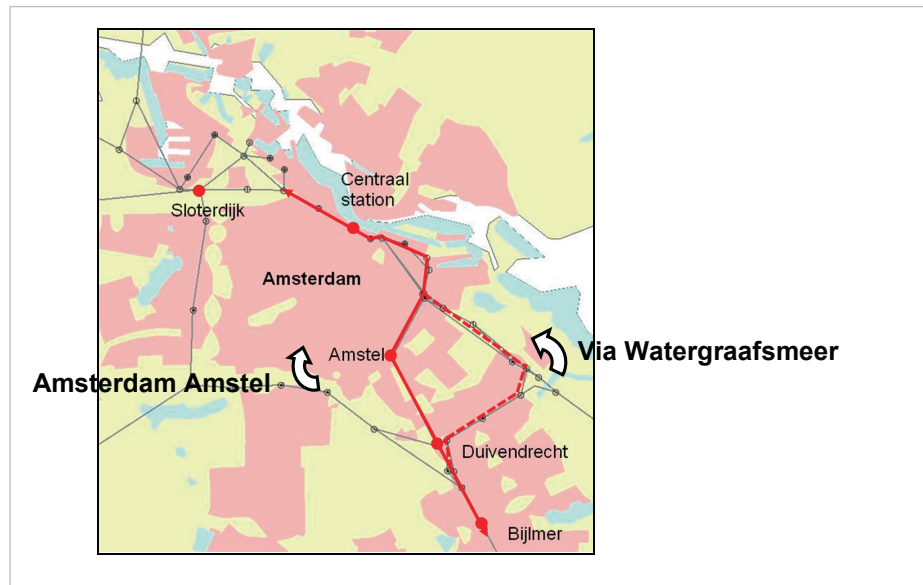 Centraal
station
Sloterdijk
Amsterdam
Amstel
Via Watergraafsmeer
Amsterdam Amstel
Duivendrecht
Bijlmer